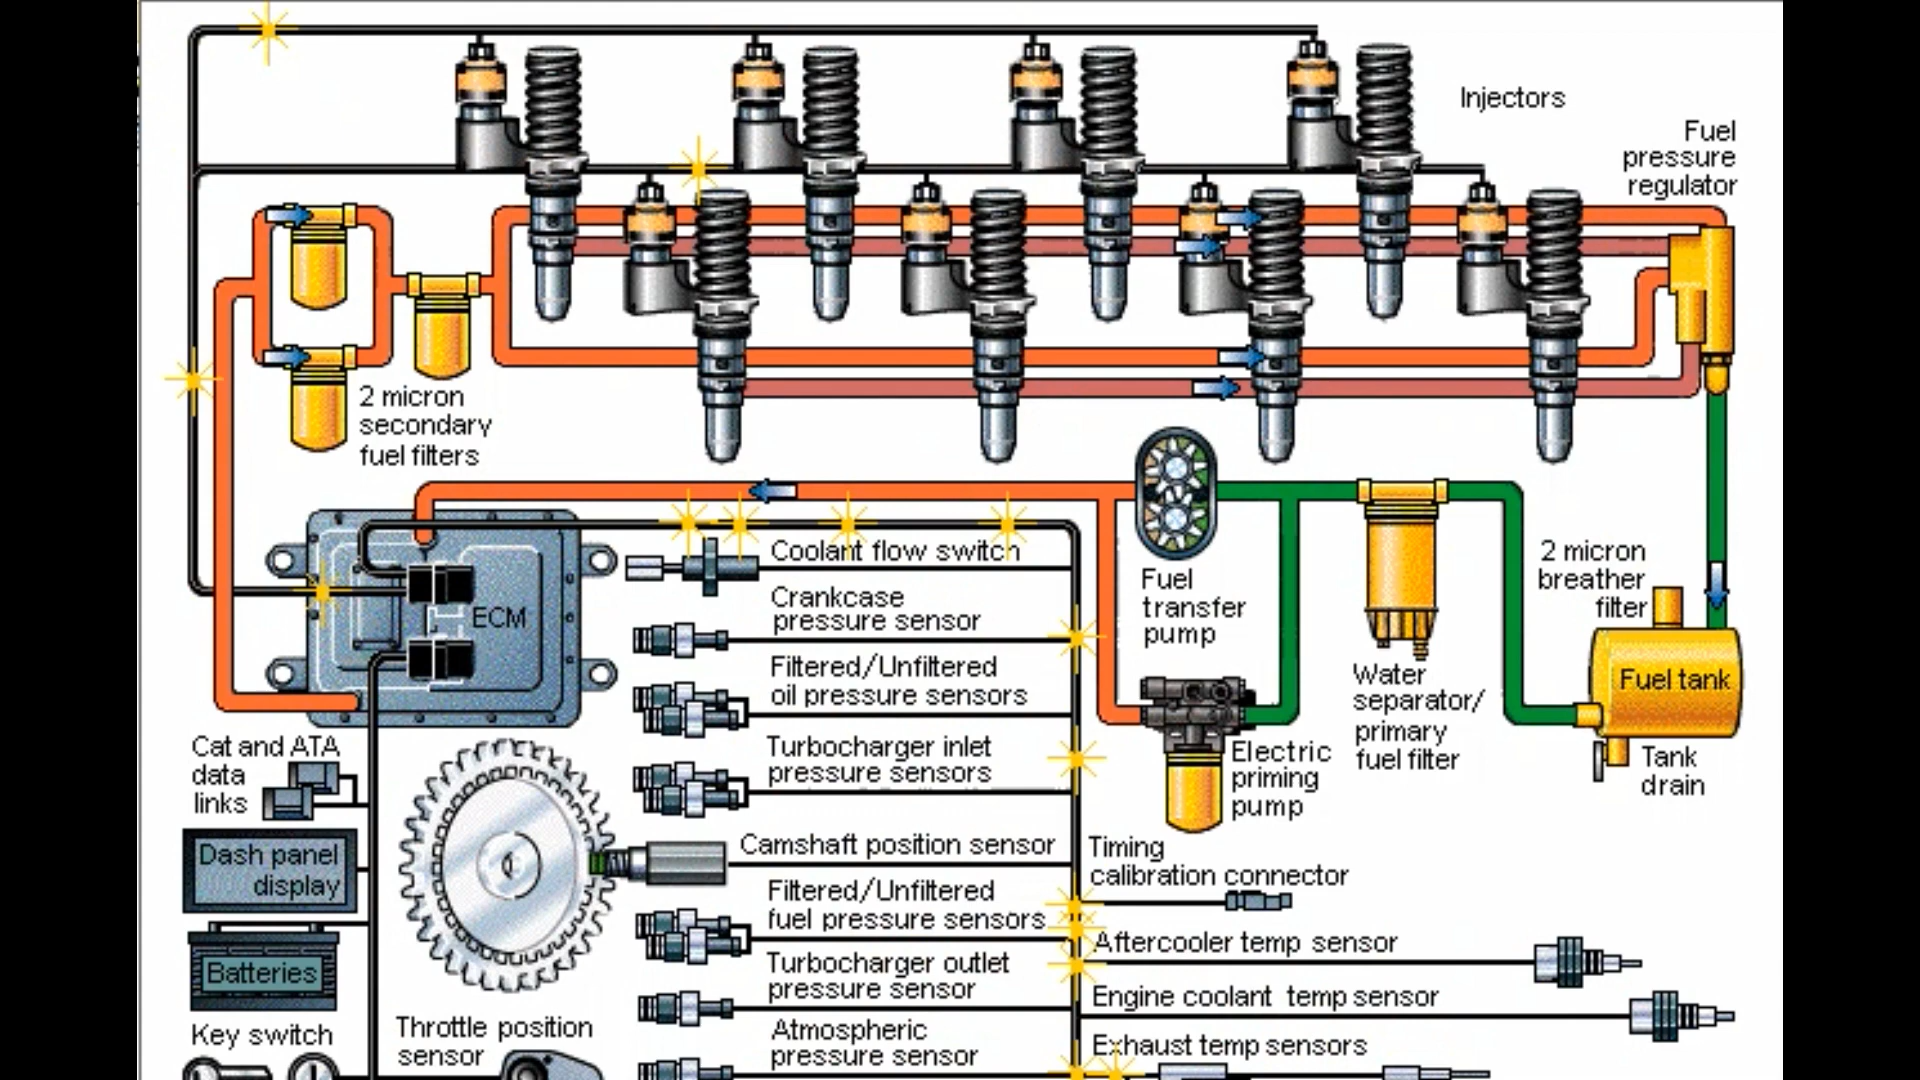 Injectors
Fuel
pressure
regulator
2 micron
secondary
fuel filters
ECM
Coolant flow switch
Crankcase
pressure sensor
Filtered/Unfiltered
oil pressure sensors
Turbocharger inlet
pressure sensors
Camshaft position sensor
Filtered/Unfiltered
fuel pressure sensors
Turbocharger outlet
pressure sensor
Atmospheric
pressure sensor
Fuel
transfer
pump
Electric
priming
pump
Water
separator/
primary
fuel filter
2 micron
breather
filter
Fuel tank
Tank
drain
Timing
calibration connector
Aftercooler temp sensor
Engine coolant temp sensor
Exhaust temp sensors
Cat and ATA
data
links
Dash panel
display
Batteries
Key switch
Throttle position
sensor